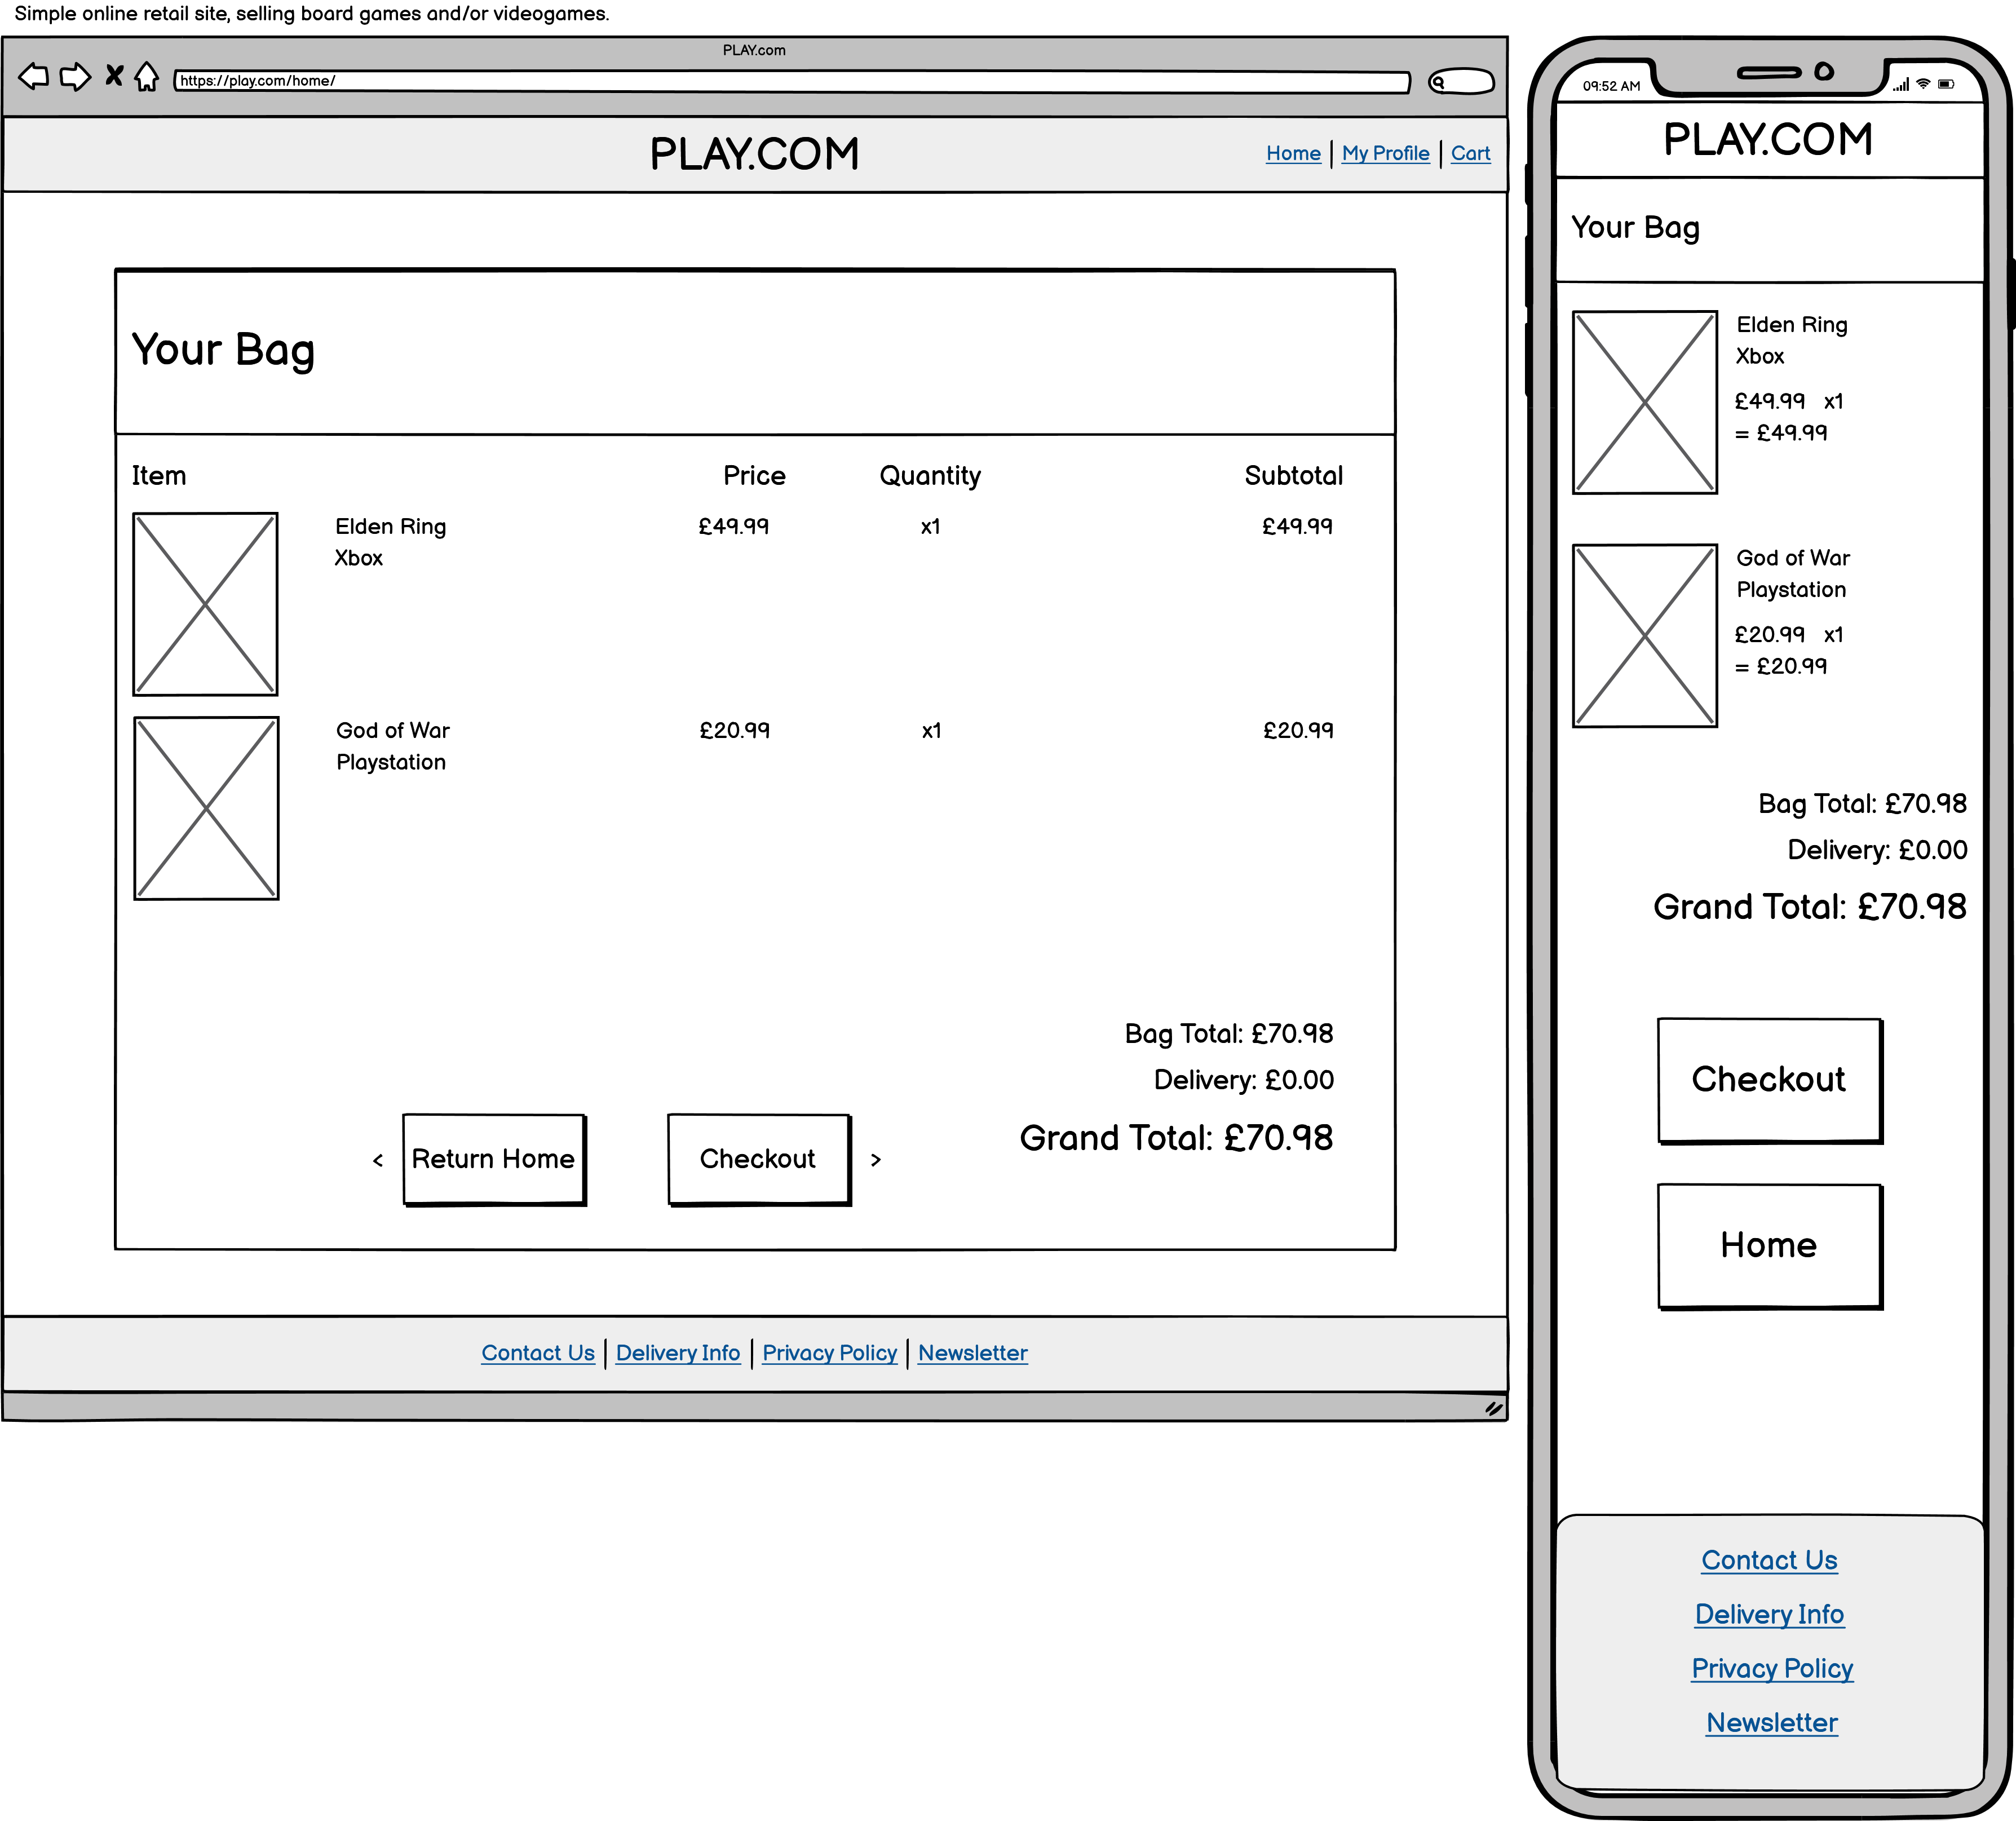 Simple online retail site, selling board games and/or videogames.
PLAY.com
https://play.com/home/
PLAY.COM
Home | My Profile | Cart
Your Bag
Item Price Quantity Subtotal
Elden Ring £49.99 x1 £49.99
Xbox
God of War £20.99 x1 £20.99
Playstation
Bag Total: £70.98
Delivery: £0.00
Grand Total: £70.98
< Return Home Checkout >
Contact Us | Delivery Info | Privacy Policy | Newsletter
09:52 AM
PLAY.COM
Your Bag
Elden Ring
Xbox
£49.99 x1
= £49.99
God of War
Playstation
£20.99 x1
= £20.99
Bag Total: £70.98
Delivery: £0.00
Grand Total: £70.98
Checkout
Home
Contact Us
Delivery Info
Privacy Policy
Newsletter